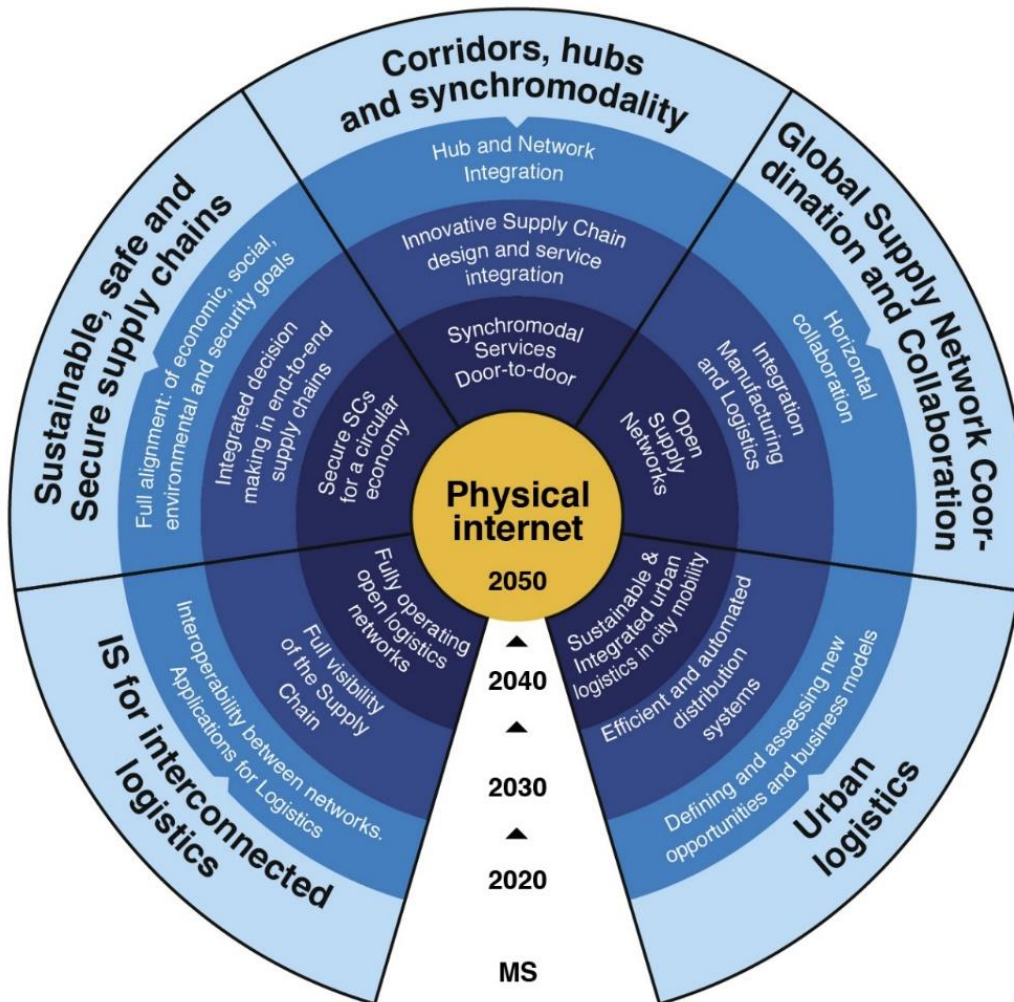 Corridors, hubs
and synchromodality
Hub and Network
Integration
Innovative Supply Chain
design and service
integration
Synchromodal
Services
Door-to-door
Global Supply Network Coor-
dination and Collaboration
Horizontal
collaboration
Integration
Manufacturing
and Logistics
Open
Supply
Networks
Urban
logistics
Defining and assessing new
opportunities and business models
Efficient and automated
distribution
systems
Sustainable &
Integrated urban
logistics in city mobility
IS for interconnected
logistics
Interoperability between networks.
Applications for Logistics
Full visibility
of the Supply
Chain
Fully operating
open logistics
networks
Sustainable, safe and
Secure supply chains
Full alignment: of economic, social,
environmental and security goals
Integrated decision
making in end-to-end
supply chains
Secure SCs
for a circular
economy
Physical
internet
2050
2040
2030
2020
MS